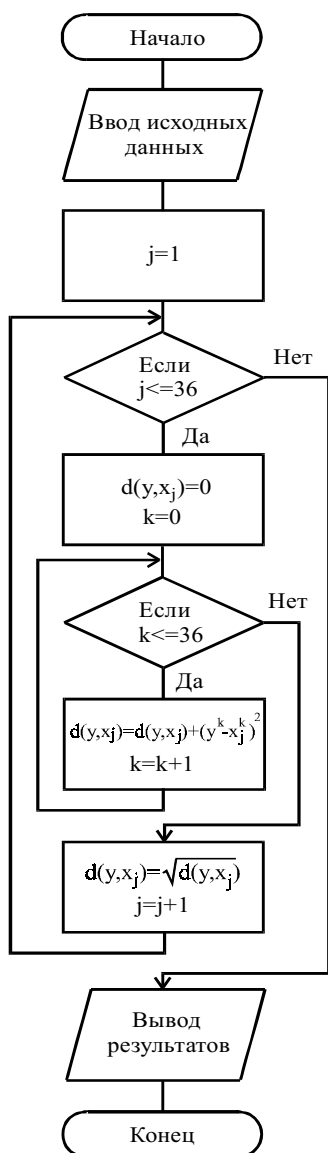 Начало
Ввод исходных
данных
j=1
Если
j<=36
Нет
Да
d(y,xⱼ)=0
k=0
Если
k<=36
Нет
Да
d(y,xⱼ)=d(y,xⱼ)+(yᵏ-xⱼᵏ)²
k=k+1
d(y,xⱼ)=√d(y,xⱼ)
j=j+1
Вывод
результатов
Конец